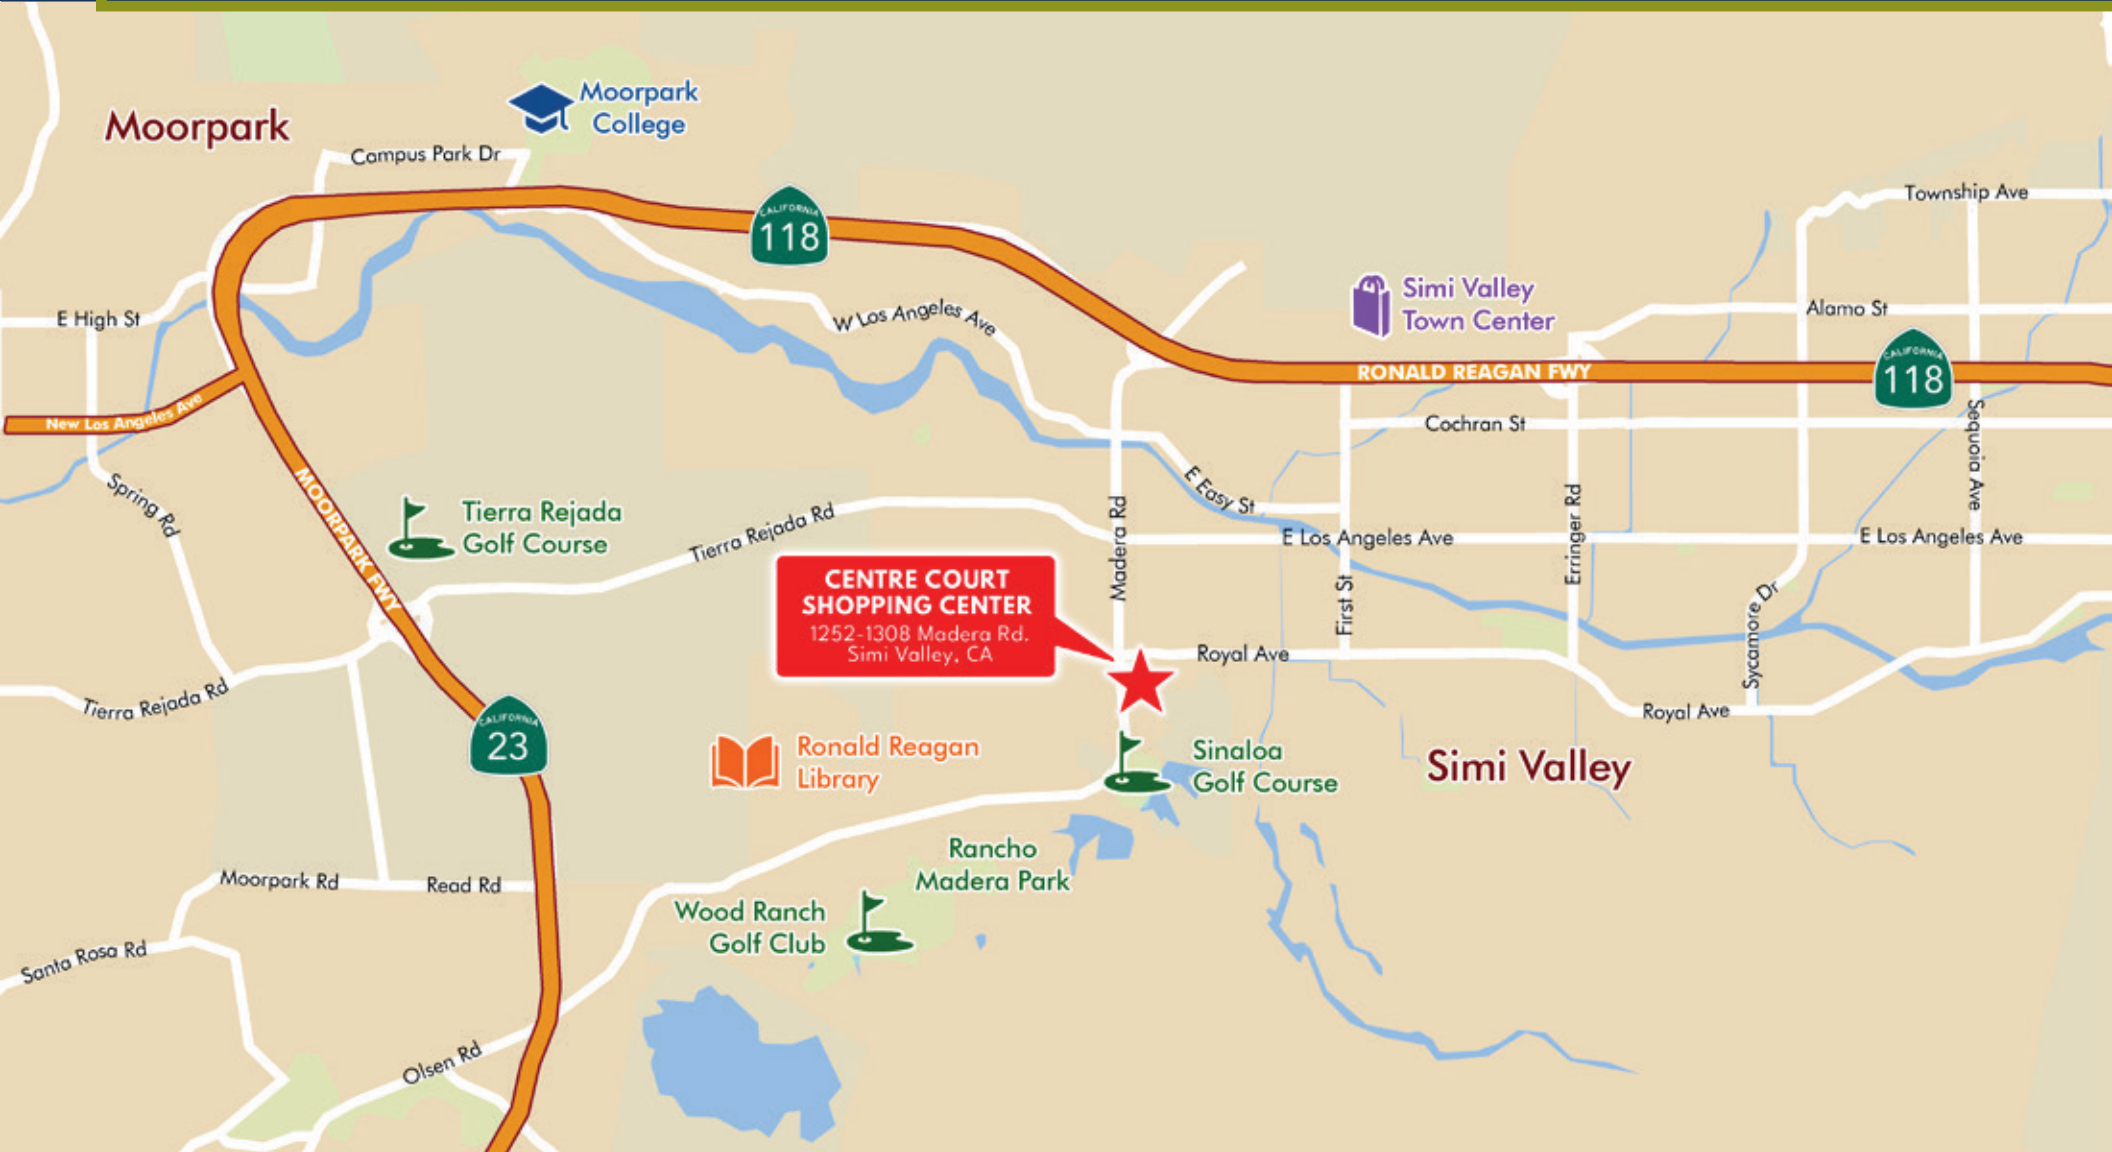 Moorpark
Moorpark
College
Campus Park Dr
CALIFORNIA
118
Township Ave
E High St
W Los Angeles Ave
Simi Valley
Town Center
Alamo St
RONALD REAGAN FWY
CALIFORNIA
118
New Los Angeles Ave
Cochran St
Sequoia Ave
Spring Rd
MOORPARK FWY
Tierra Rejada
Golf Course
Tierra Rejada Rd
Madera Rd
E Easy St
E Los Angeles Ave
First St
Erringer Rd
E Los Angeles Ave
Sycamore Dr
CENTRE COURT
SHOPPING CENTER
1252-1308 Madera Rd.
Simi Valley, CA
Royal Ave
Tierra Rejada Rd
CALIFORNIA
23
Royal Ave
Ronald Reagan
Library
Sinaloa
Golf Course
Simi Valley
Rancho
Madera Park
Moorpark Rd
Read Rd
Wood Ranch
Golf Club
Santa Rosa Rd
Olsen Rd